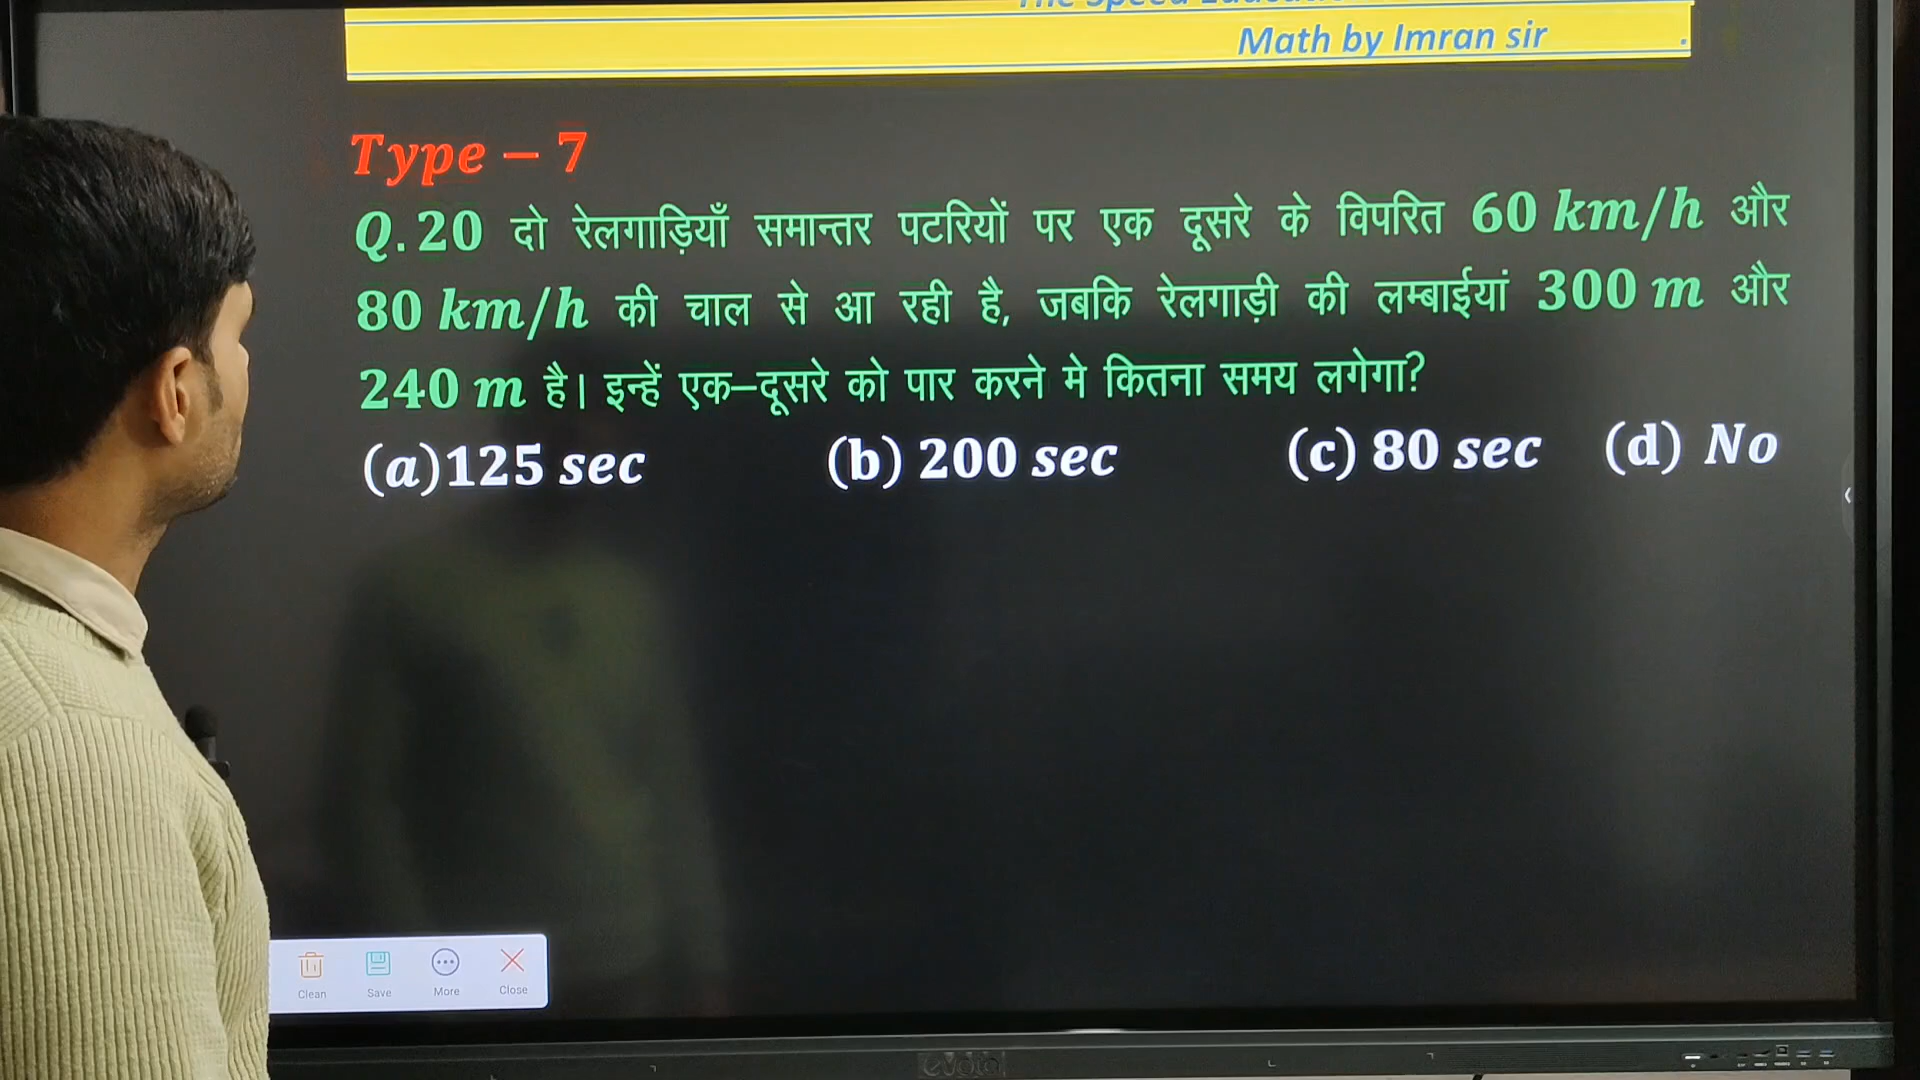 Math by Imran sir .
Type – 7
Q.20 दो रेलगाड़ियाँ समान्तर पटरियों पर एक दूसरे के विपरित 60 km/h और
80 km/h की चाल से आ रही है, जबकि रेलगाड़ी की लम्बाईयां 300 m और
240 m है। इन्हें एक–दूसरे को पार करने मे कितना समय लगेगा?
(a)125 sec (b) 200 sec (c) 80 sec (d) No
Clean Save More Close